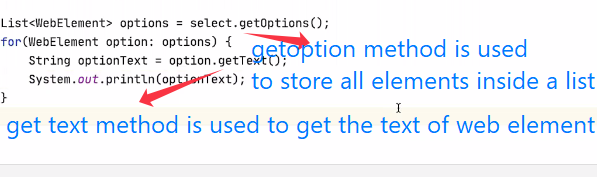 List<WebElement> options = select.getOptions();
for(WebElement option: options) {
getoption method is used
String optionText = option.getText();
to store all elements inside a list
System.out.println(optionText);
}
get text method is used to get the text of web element